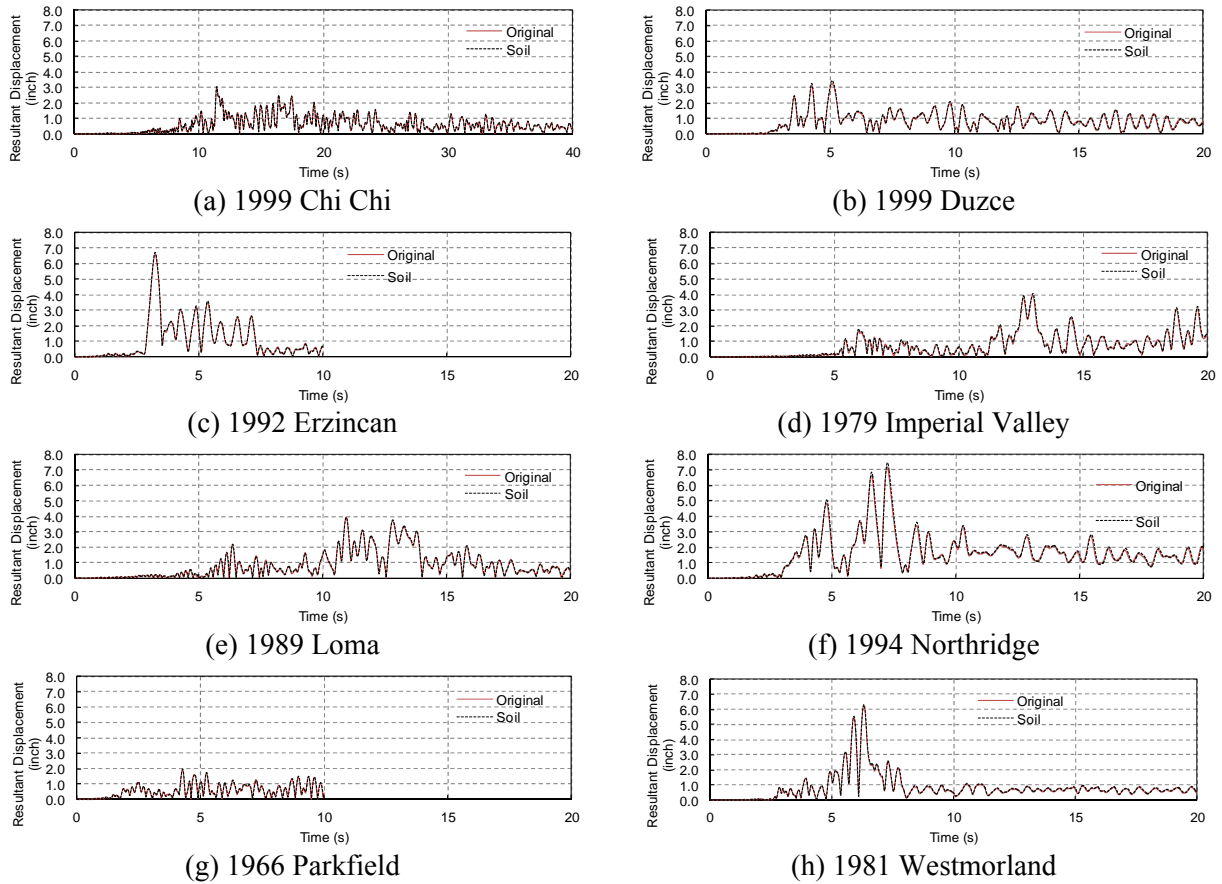 8.0
7.0
6.0
5.0
4.0
3.0
2.0
1.0
0.0
Resultant Displacement
(inch)
Original
Soil
0 10 20 30 40
Time (s)
(a) 1999 Chi Chi
8.0
7.0
6.0
5.0
4.0
3.0
2.0
1.0
0.0
Resultant Displacement
(inch)
Original
Soil
0 5 10 15 20
Time (s)
(b) 1999 Duzce
8.0
7.0
6.0
5.0
4.0
3.0
2.0
1.0
0.0
Resultant Displacement
(inch)
Original
Soil
0 5 10 15 20
Time (s)
(c) 1992 Erzincan
8.0
7.0
6.0
5.0
4.0
3.0
2.0
1.0
0.0
Resultant Displacement
(inch)
Original
Soil
0 5 10 15 20
Time (s)
(d) 1979 Imperial Valley
8.0
7.0
6.0
5.0
4.0
3.0
2.0
1.0
0.0
Resultant Displacement
(inch)
Original
Soil
0 5 10 15 20
Time (s)
(e) 1989 Loma
8.0
7.0
6.0
5.0
4.0
3.0
2.0
1.0
0.0
Resultant Displacement
(inch)
Original
Soil
0 5 10 15 20
Time (s)
(f) 1994 Northridge
8.0
7.0
6.0
5.0
4.0
3.0
2.0
1.0
0.0
Resultant Displacement
(inch)
Original
Soil
0 5 10 15 20
Time (s)
(g) 1966 Parkfield
8.0
7.0
6.0
5.0
4.0
3.0
2.0
1.0
0.0
Resultant Displacement
(inch)
Original
Soil
0 5 10 15 20
Time (s)
(h) 1981 Westmorland